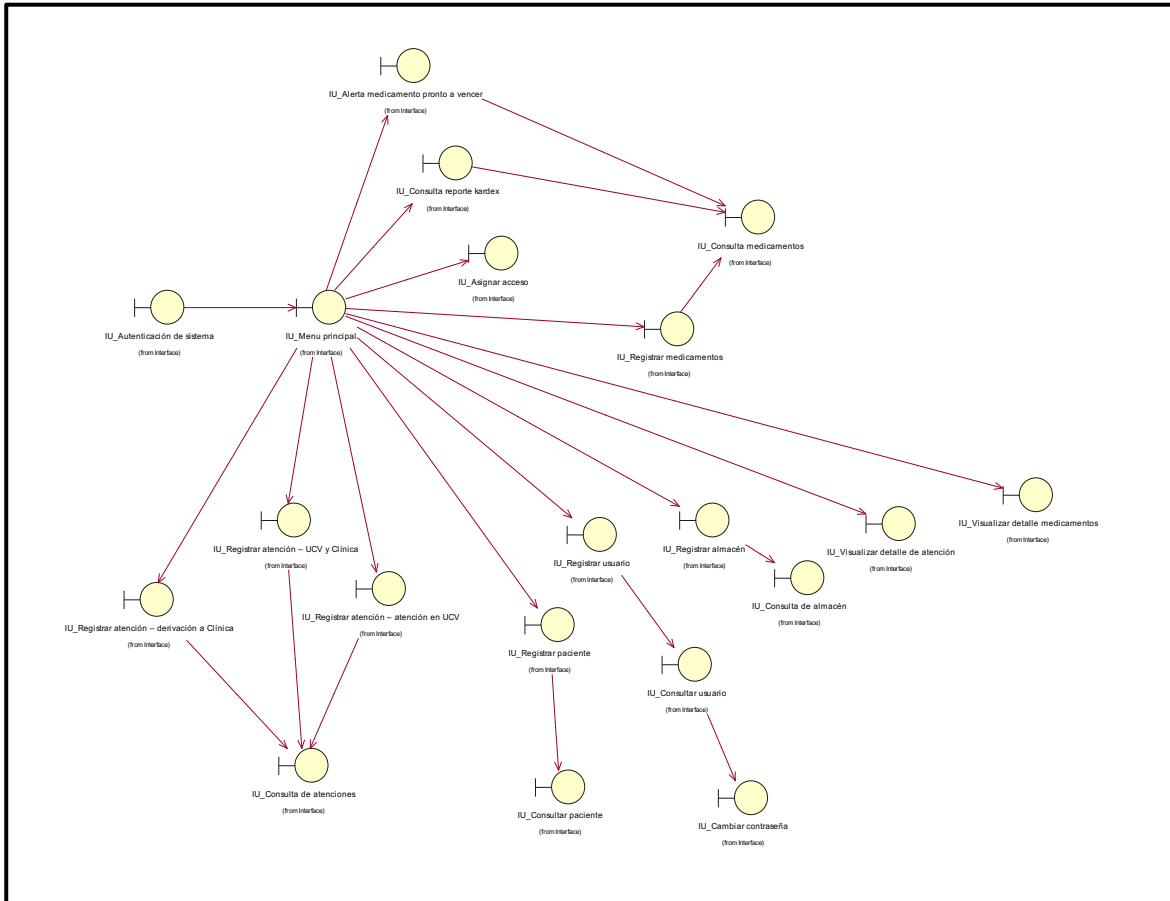 IU_Alerta medicamento pronto a vencer
(from Interface)
IU_Consulta reporte kardex
(from Interface)
IU_Consulta medicamentos
(from Interface)
IU_Asignar acceso
(from Interface)
IU_Autenticación de sistema
(from Interface)
IU_Menu principal
(from Interface)
IU_Registrar medicamentos
(from Interface)
IU_Visualizar detalle medicamentos
(from Interface)
IU_Registrar atención – UCV y Clínica
(from Interface)
IU_Registrar almacén
(from Interface)
IU_Visualizar detalle de atención
(from Interface)
IU_Registrar usuario
(from Interface)
IU_Consulta de almacén
(from Interface)
IU_Registrar atención – atención en UCV
(from Interface)
IU_Registrar atención – derivación a Clínica
(from Interface)
IU_Registrar paciente
(from Interface)
IU_Consultar usuario
(from Interface)
IU_Consulta de atenciones
(from Interface)
IU_Consultar paciente
(from Interface)
IU_Cambiar contraseña
(from Interface)